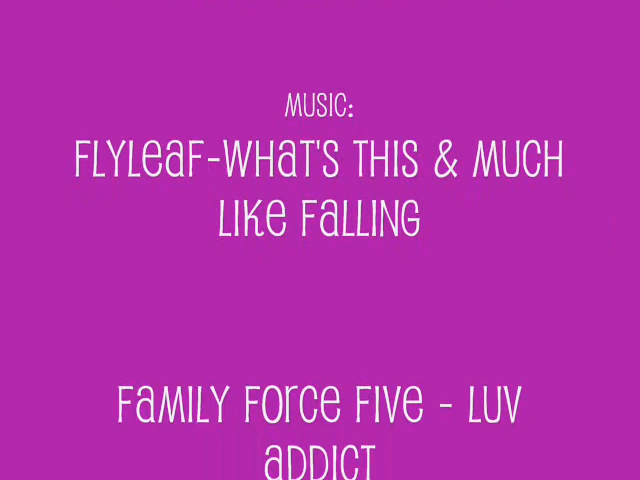 MUSIC:
FLYLeaF-WHaT'S THIS & MUCH
LIKe FaLLING
FaMILY FOrCe FIVe - LUV
aDDICT